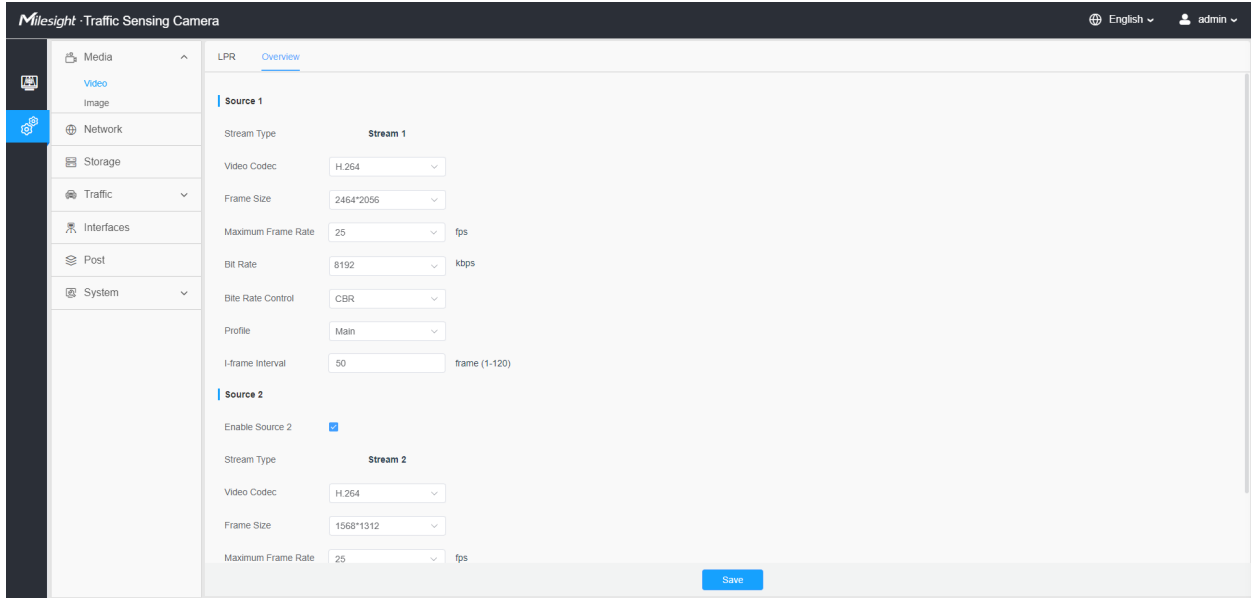 Milesight · Traffic Sensing Camera
English
admin
Media
Video
Image
Network
Storage
Traffic
Interfaces
Post
System
LPR Overview
Source 1
Stream Type Stream 1
Video Codec H.264
Frame Size 2464*2056
Maximum Frame Rate 25 fps
Bit Rate 8192 kbps
Bite Rate Control CBR
Profile Main
I-frame Interval 50 frame (1-120)
Source 2
Enable Source 2
Stream Type Stream 2
Video Codec H.264
Frame Size 1568*1312
Maximum Frame Rate 25 fps
Save